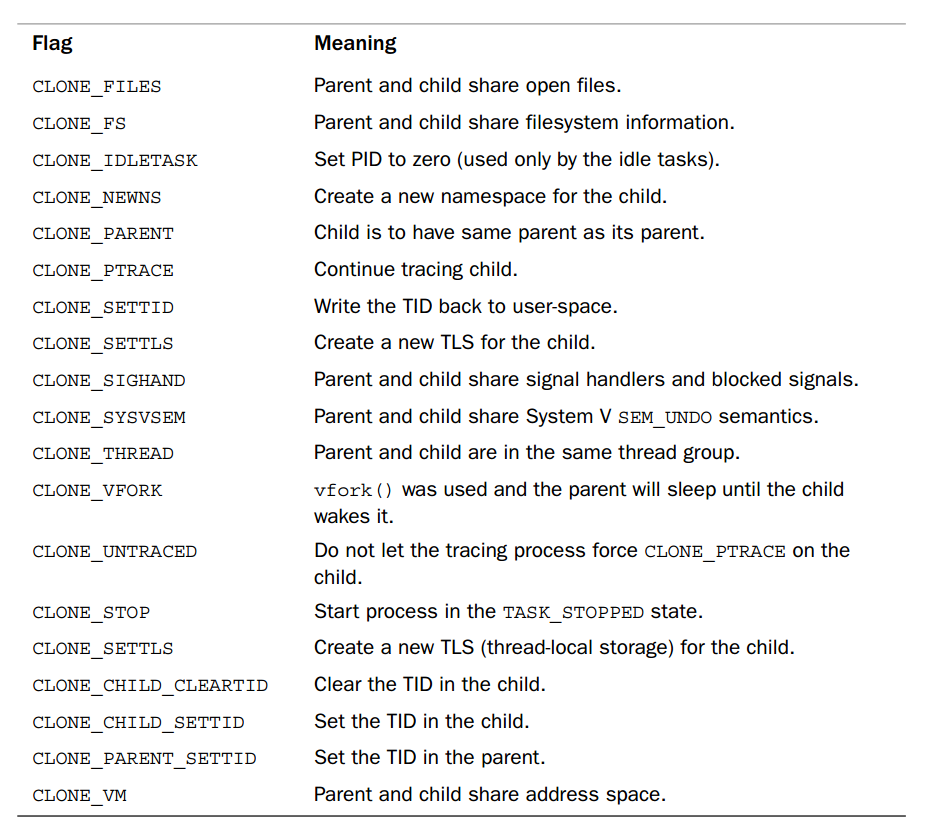 Flag Meaning
CLONE_FILES Parent and child share open files.
CLONE_FS Parent and child share filesystem information.
CLONE_IDLETASK Set PID to zero (used only by the idle tasks).
CLONE_NEWNS Create a new namespace for the child.
CLONE_PARENT Child is to have same parent as its parent.
CLONE_PTRACE Continue tracing child.
CLONE_SETTID Write the TID back to user-space.
CLONE_SETTLS Create a new TLS for the child.
CLONE_SIGHAND Parent and child share signal handlers and blocked signals.
CLONE_SYSVSEM Parent and child share System V SEM_UNDO semantics.
CLONE_THREAD Parent and child are in the same thread group.
CLONE_VFORK vfork() was used and the parent will sleep until the child
wakes it.
CLONE_UNTRACED Do not let the tracing process force CLONE_PTRACE on the
child.
CLONE_STOP Start process in the TASK_STOPPED state.
CLONE_SETTLS Create a new TLS (thread-local storage) for the child.
CLONE_CHILD_CLEARTID Clear the TID in the child.
CLONE_CHILD_SETTID Set the TID in the child.
CLONE_PARENT_SETTID Set the TID in the parent.
CLONE_VM Parent and child share address space.